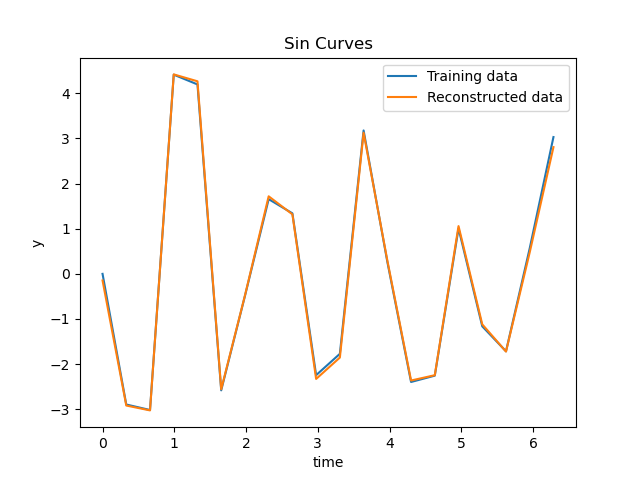 Sin Curves
Training data
Reconstructed data
4
3
2
1
0
−1
−2
−3
y
0 1 2 3 4 5 6
time